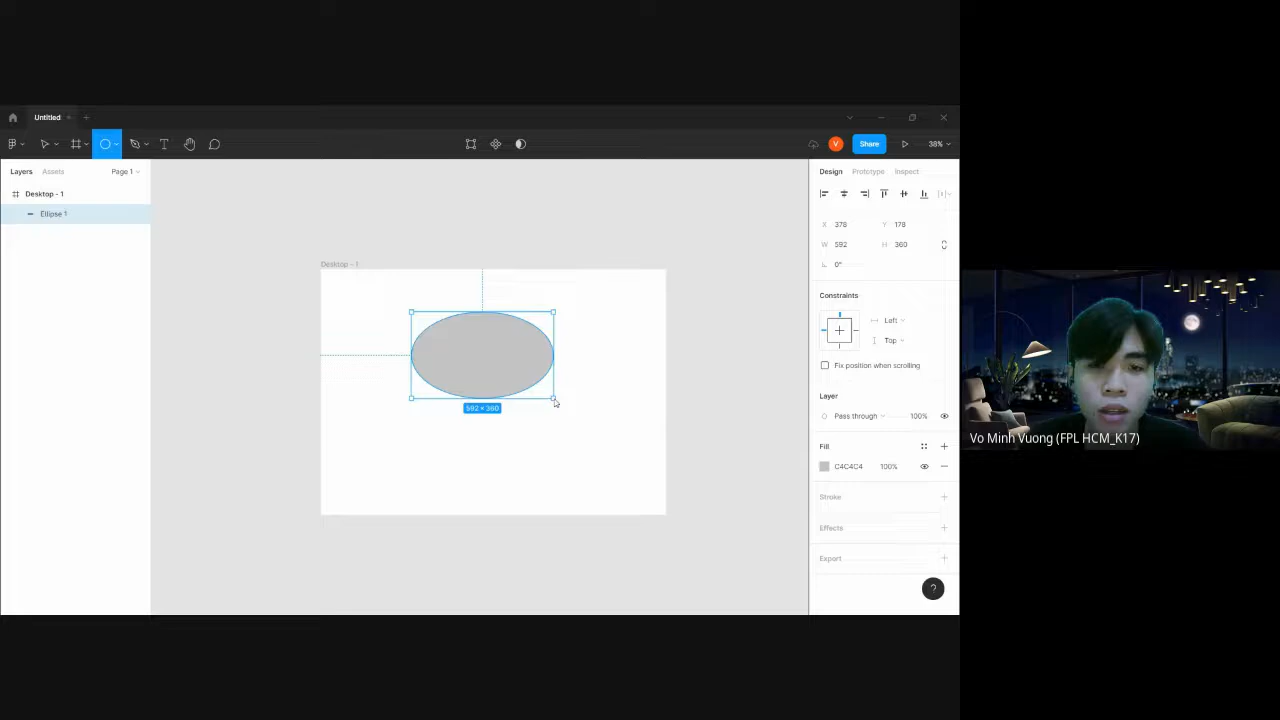 Untitled
Share
38%
Layers
Assets
Page 1
Design
Prototype
Inspect
Desktop - 1
Ellipse 1
X 378
Y 179
W 592
H 360
0°
Desktop - 1
592 × 360
Constraints
Left
Top
Fix position when scrolling
Layer
Pass through
100%
Fill
C4C4C4
100%
Stroke
Effects
Export
?
V
Vo Minh Vuong (FPL HCM_K17)